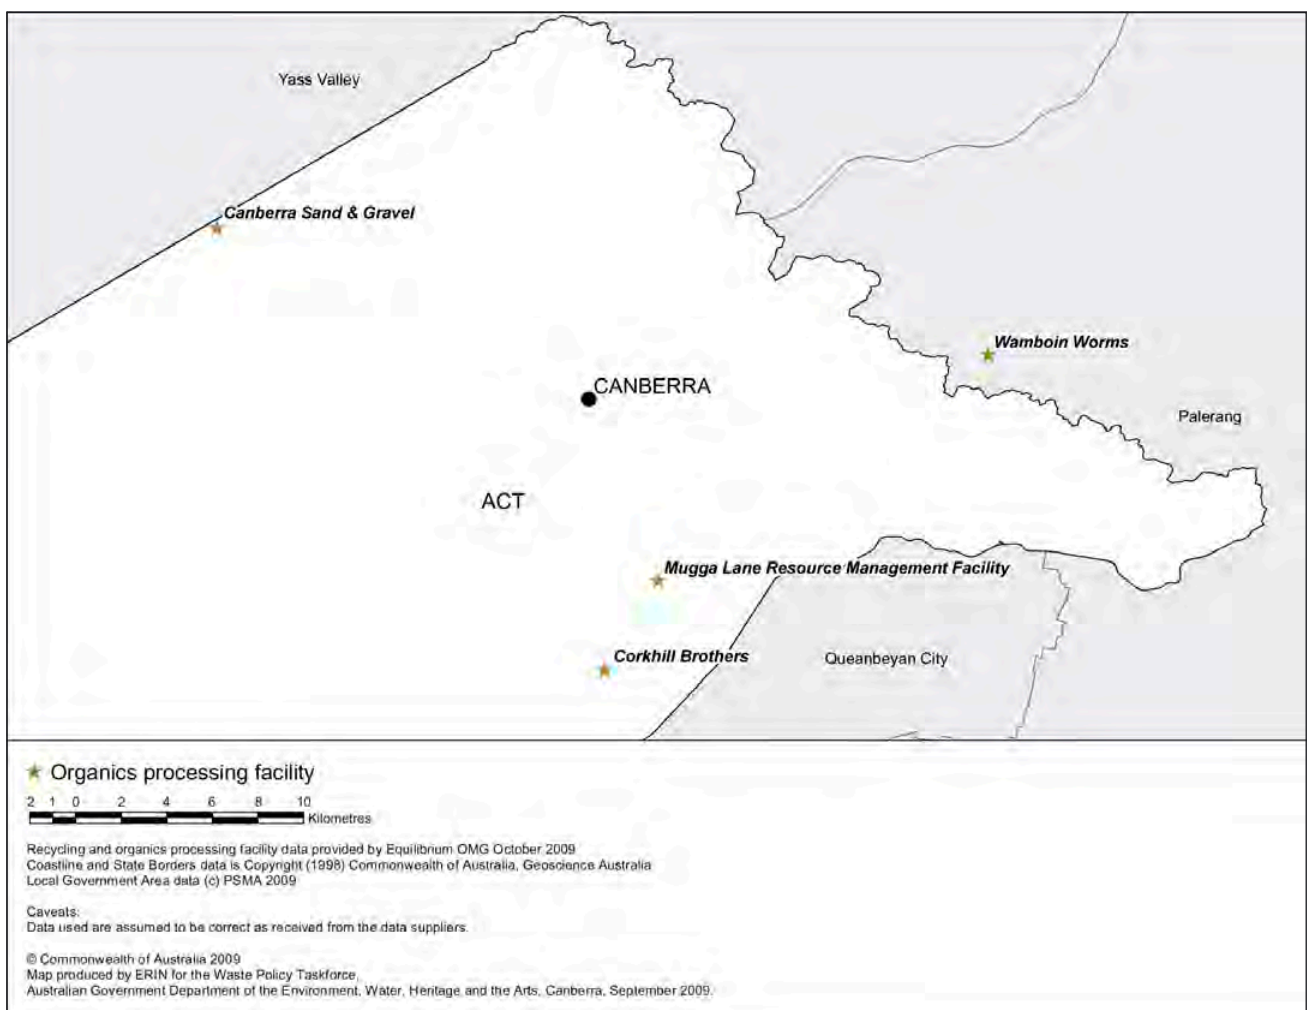 Yass Valley
Canberra Sand & Gravel
Wamboin Worms
CANBERRA
Palerang
ACT
Mugga Lane Resource Management Facility
Corkhill Brothers
Queanbeyan City
Organics processing facility
2 1 0 2 4 6 8 10
Kilometres
Recycling and organics processing facility data provided by Equilibrium OMG October 2009
Coastline and State Borders data is Copyright (1998) Commonwealth of Australia, Geoscience Australia
Local Government Area data (c) PSMA 2009
Caveats:
Data used are assumed to be correct as received from the data suppliers.
© Commonwealth of Australia 2009
Map produced by ERIN for the Waste Policy Taskforce,
Australian Government Department of the Environment, Water, Heritage and the Arts, Canberra, September 2009.